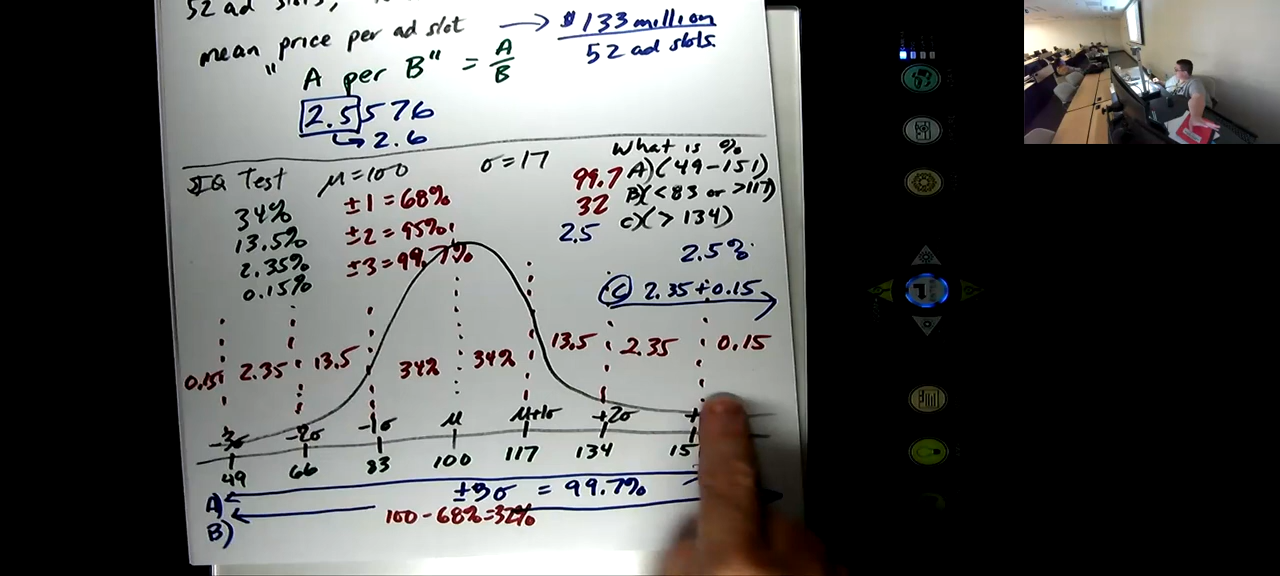 52 ad slots,
mean price per ad slot → $133 million
52 ad slots.
"A per B" = A
B
2.5576
2.6
IQ Test μ=100 σ=17
What is %
34%
13.5%
2.35%
0.15%
±1 = 68%
±2 = 95%
±3 = 99.7%
99.7 A) (49-151)
32 B) (<83 or >117)
2.5 C) (>134)
2.5%
C 2.35+0.15
0.15 2.35 13.5 34% 34% 13.5 2.35 0.15
-3σ -2σ -1σ μ μ+1σ +2σ +
49 66 83 100 117 134 15
A) ±3σ = 99.7%
B) 100-68%=32%